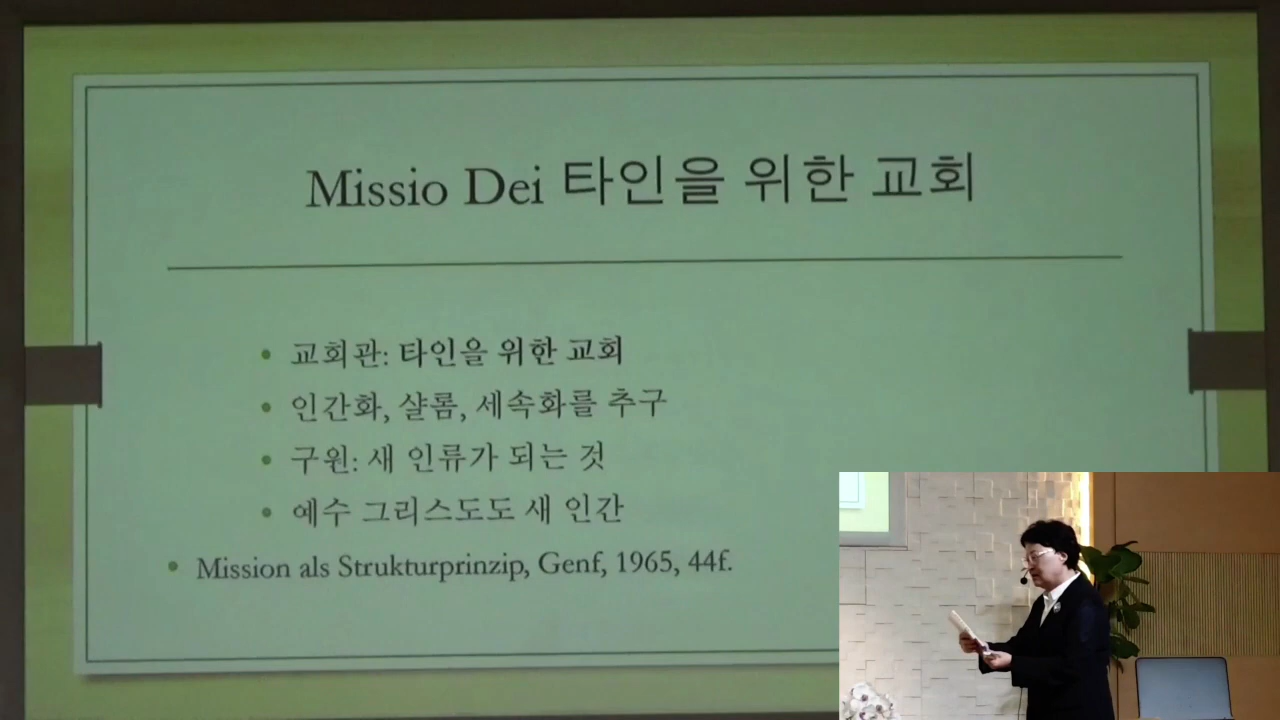 Missio Dei 타인을 위한 교회
• 교회관: 타인을 위한 교회
• 인간화, 샬롬, 세속화를 추구
• 구원: 새 인류가 되는 것
• 예수 그리스도도 새 인간
• Mission als Strukturprinzip, Genf, 1965, 44f.